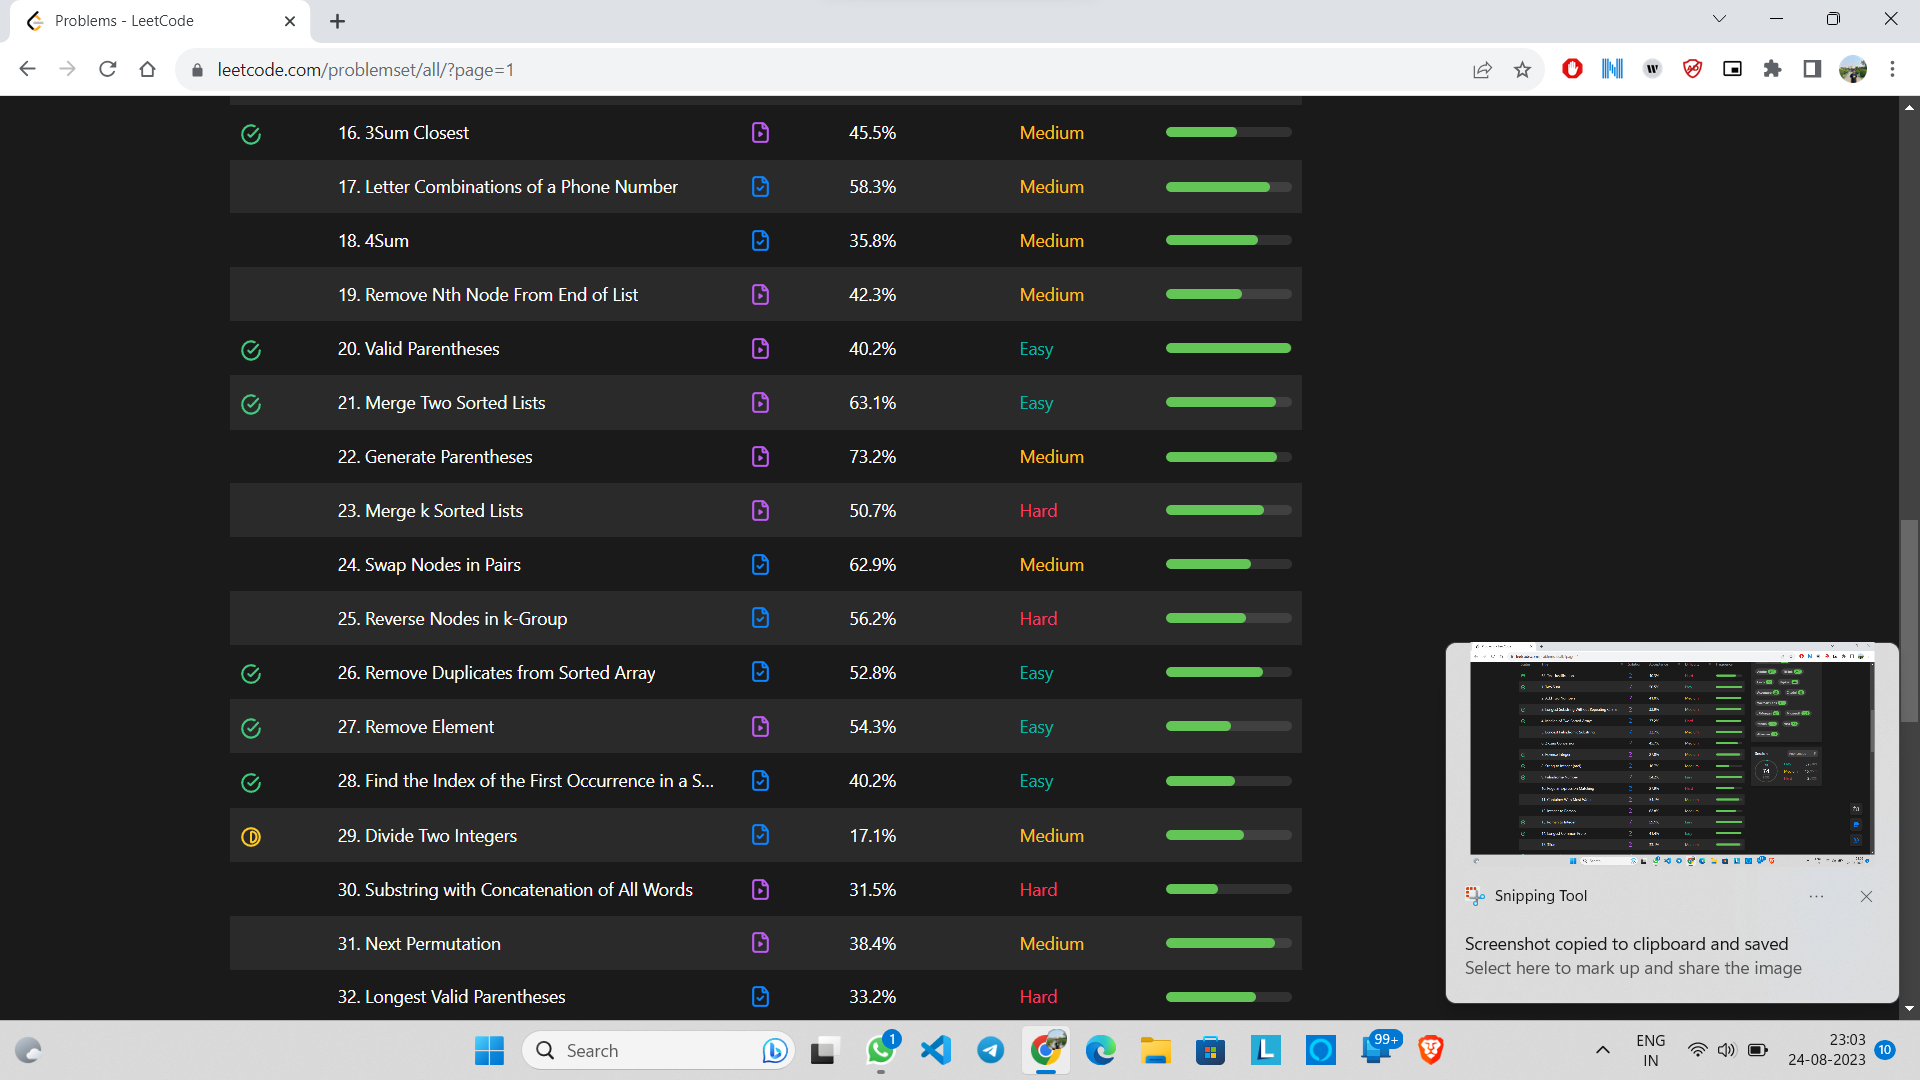 Problems - LeetCode
leetcode.com/problemset/all/?page=1
16. 3Sum Closest 45.5% Medium
17. Letter Combinations of a Phone Number 58.3% Medium
18. 4Sum 35.8% Medium
19. Remove Nth Node From End of List 42.3% Medium
20. Valid Parentheses 40.2% Easy
21. Merge Two Sorted Lists 63.1% Easy
22. Generate Parentheses 73.2% Medium
23. Merge k Sorted Lists 50.7% Hard
24. Swap Nodes in Pairs 62.9% Medium
25. Reverse Nodes in k-Group 56.2% Hard
26. Remove Duplicates from Sorted Array 52.8% Easy
27. Remove Element 54.3% Easy
28. Find the Index of the First Occurrence in a S... 40.2% Easy
29. Divide Two Integers 17.1% Medium
30. Substring with Concatenation of All Words 31.5% Hard
31. Next Permutation 38.4% Medium
32. Longest Valid Parentheses 33.2% Hard
Snipping Tool
Screenshot copied to clipboard and saved
Select here to mark up and share the image
Search
1
99+
ENG
IN
23:03
24-08-2023
10